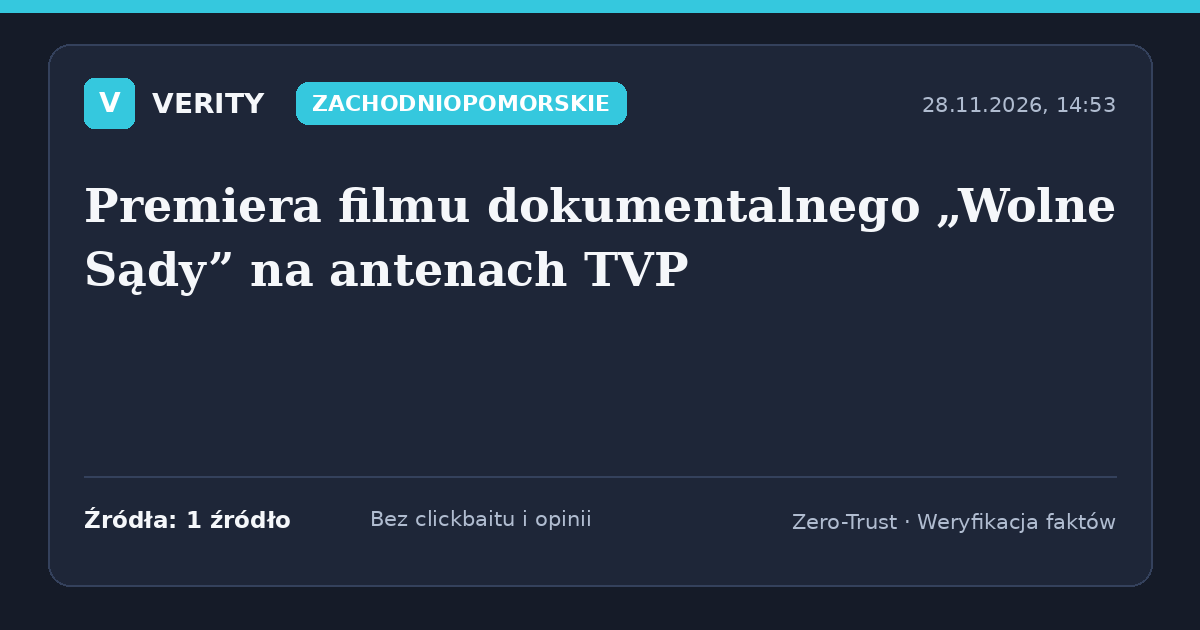 V VERITY ZACHODNIOPOMORSKIE 28.11.2026, 14:53
Premiera filmu dokumentalnego „Wolne
Sądy” na antenach TVP
Źródła: 1 źródło Bez clickbaitu i opinii Zero-Trust · Weryfikacja faktów